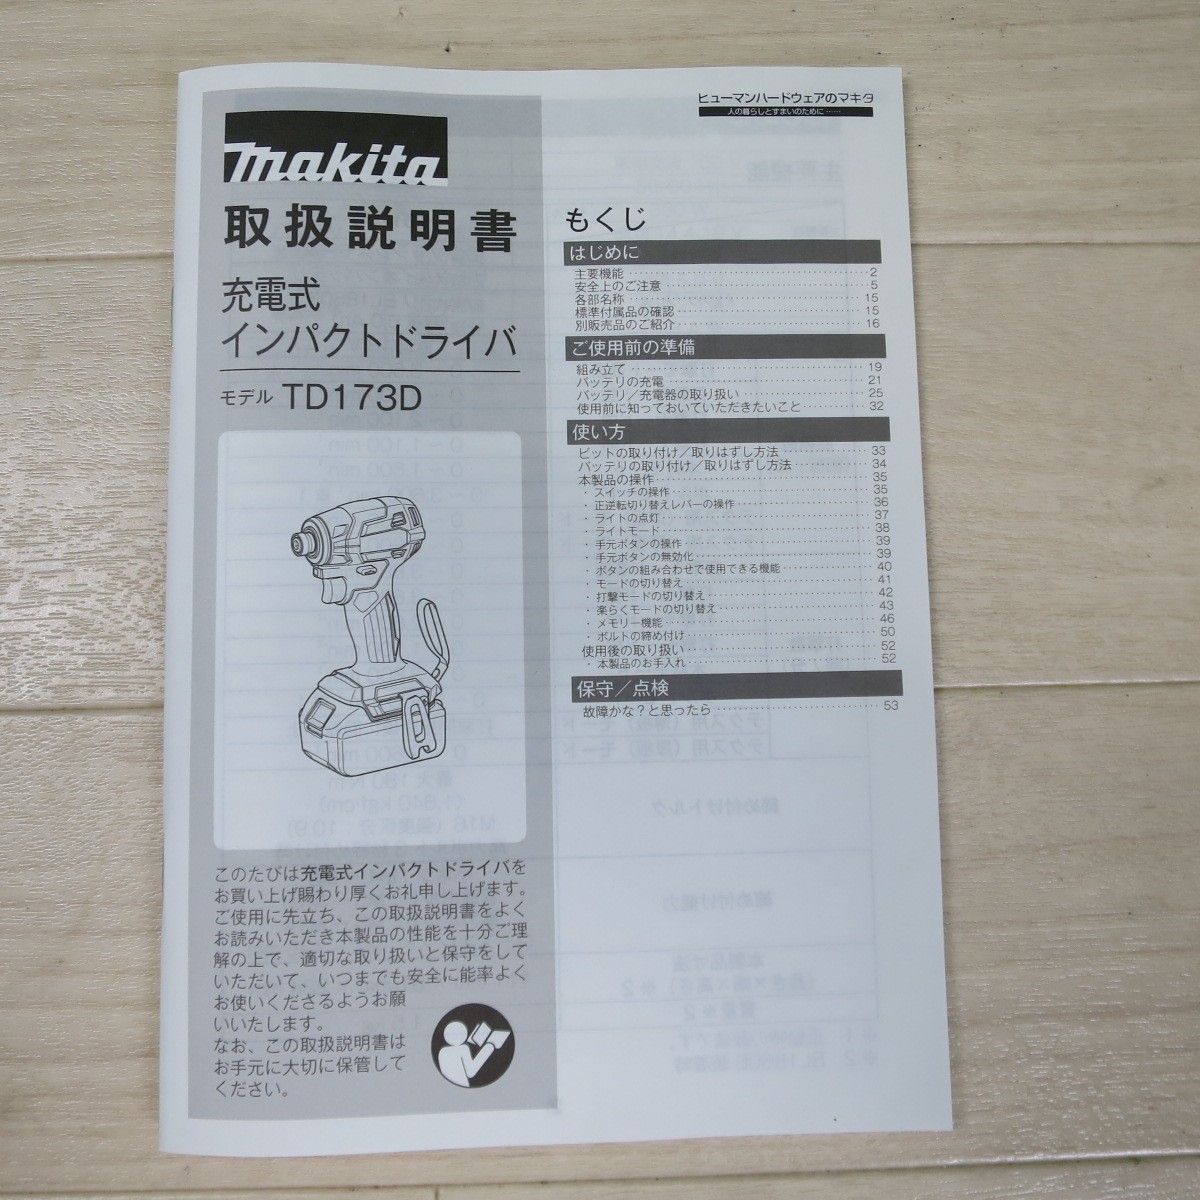 makita
取扱説明書
充電式
インパクトドライバ
モデル TD173D
このたびは充電式インパクトドライバを
お買い上げ賜わり厚くお礼申し上げます。
ご使用に先立ち、この取扱説明書をよく
お読みいただき本製品の性能を十分ご理
解の上で、適切な取り扱いと保守をして
いただいて、いつまでも安全に能率よく
お使いくださるようお願
いいたします。
なお、この取扱説明書は
お手元に大切に保管して
ください。
ヒューマンハードウェアのマキタ
人の暮らしとすまいのために……
もくじ
はじめに
主要機能 2
安全上のご注意 5
各部名称 15
標準付属品の確認 15
別販売品のご紹介 16
ご使用前の準備
組み立て 19
バッテリの充電 21
バッテリ／充電器の取り扱い 25
使用前に知っておいていただきたいこと 32
使い方
ビットの取り付け／取りはずし方法 33
バッテリの取り付け／取りはずし方法 34
本製品の操作 35
・スイッチの操作 35
・正逆転切り替えレバーの操作 36
・ライトの点灯 37
・ライトモード 38
・手元ボタンの操作 39
・手元ボタンの無効化 39
・ボタンの組み合わせで使用できる機能 40
・モードの切り替え 41
・打撃モードの切り替え 42
・楽らくモードの切り替え 43
・メモリー機能 46
・ボルトの締め付け 50
使用後の取り扱い 52
・本製品のお手入れ 52
保守／点検
故障かな？と思ったら 53